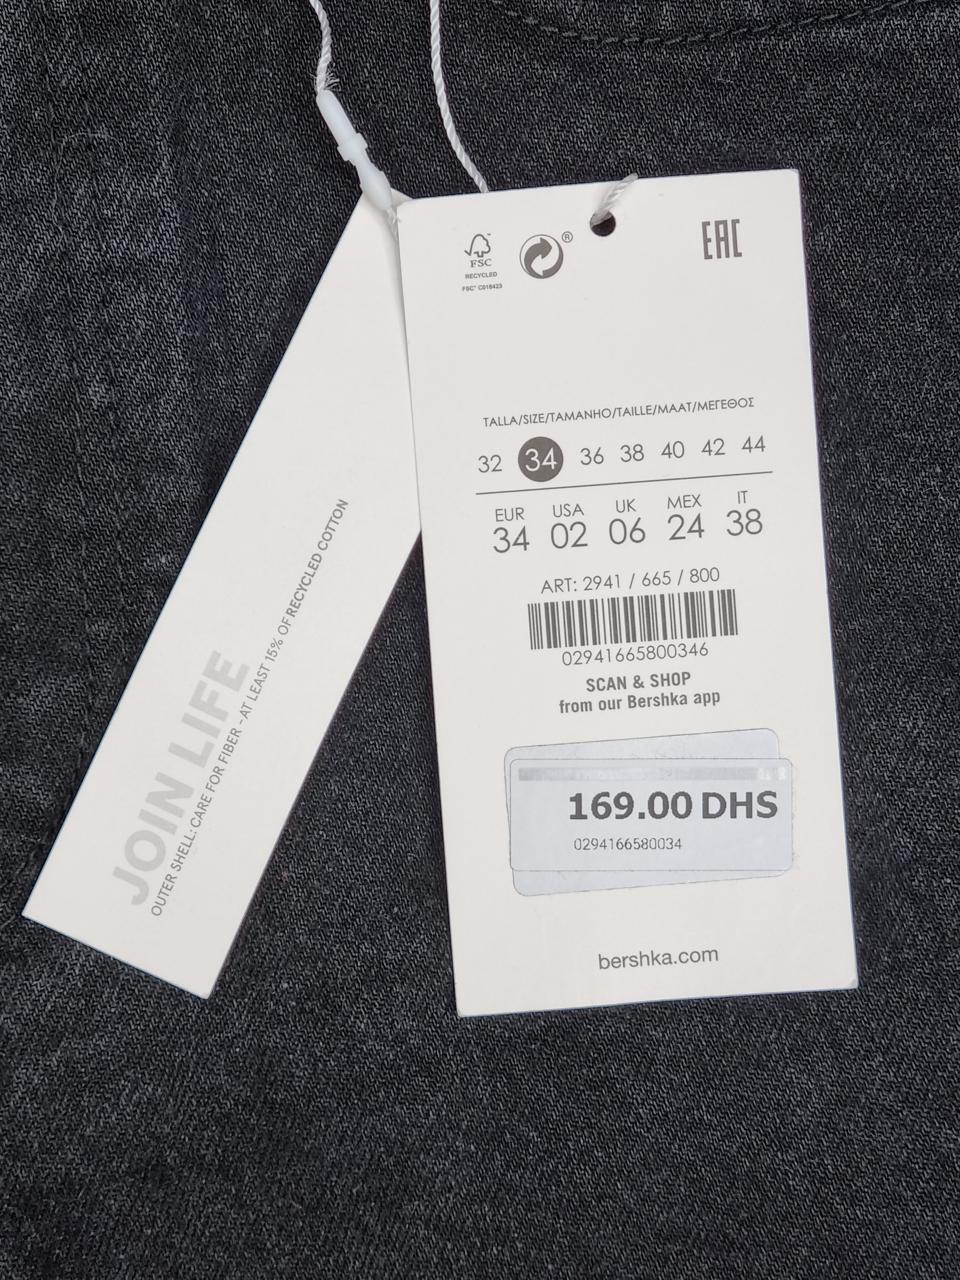 FSC
RECYCLED
FSC® C018423
®
EAC
TALLA/SIZE/TAMANHO/TAILLE/MAAT/ΜΕΓΕΘΟΣ
32 34 36 38 40 42 44
EUR USA UK MEX IT
34 02 06 24 38
ART: 2941 / 665 / 800
02941665800346
SCAN & SHOP
from our Bershka app
169.00 DHS
0294166580034
bershka.com
JOIN LIFE
OUTER SHELL: CARE FOR FIBER -AT LEAST 15% OF RECYCLED COTTON